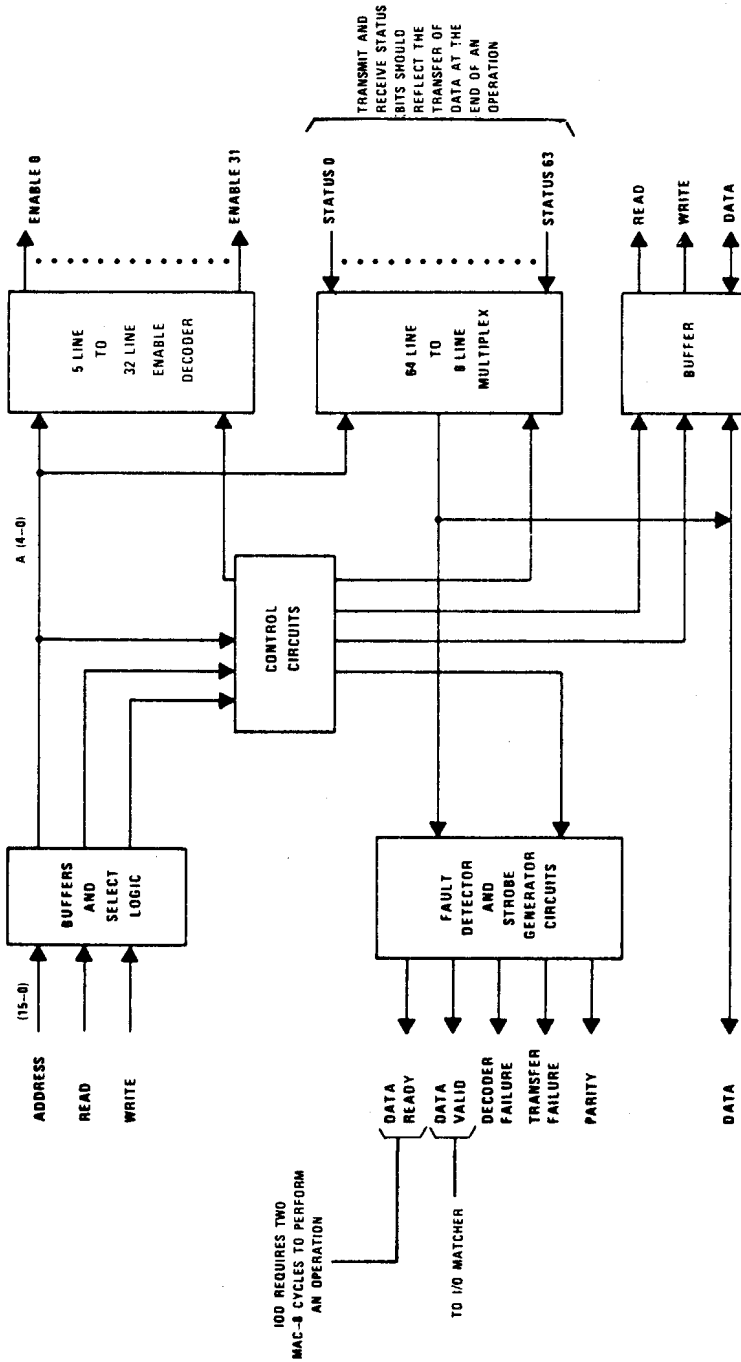 IOD REQUIRES TWO
MAC-8 CYCLES TO PERFORM
AN OPERATION
TO I/O MATCHER
ADDRESS
(15-0)
READ
WRITE
BUFFERS
AND
SELECT
LOGIC
DATA
READY
DATA
VALID
DECODER
FAILURE
TRANSFER
FAILURE
PARITY
DATA
FAULT
DETECTOR
AND
STROBE
GENERATOR
CIRCUITS
CONTROL
CIRCUITS
A (4-0)
5 LINE
TO
32 LINE
ENABLE
DECODER
64 LINE
TO
8 LINE
MULTIPLEX
BUFFER
ENABLE 0
ENABLE 31
STATUS 0
STATUS 63
READ
WRITE
DATA
TRANSMIT AND
RECEIVE STATUS
BITS SHOULD
REFLECT THE
TRANSFER OF
DATA AT THE
END OF AN
OPERATION